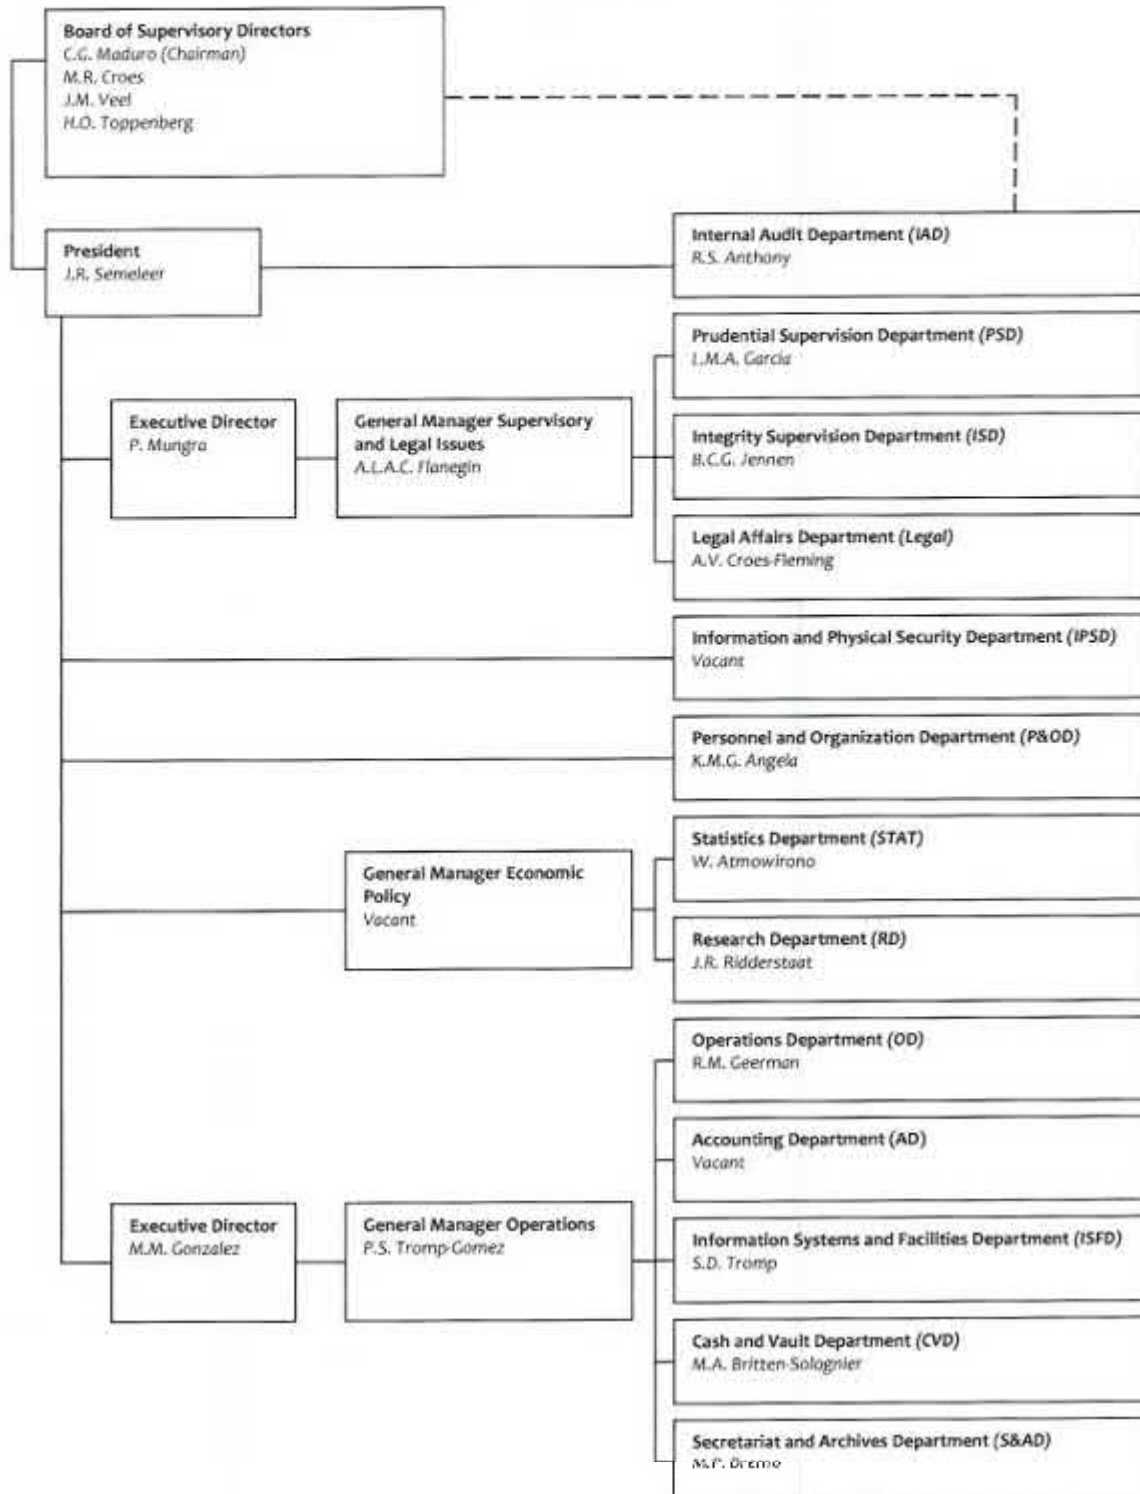 Board of Supervisory Directors
C.G. Maduro (Chairman)
M.R. Croes
J.M. Veel
H.O. Toppenberg
President
J.R. Semeleer
Internal Audit Department (IAD)
R.S. Anthony
Prudential Supervision Department (PSD)
L.M.A. Garcia
Executive Director
P. Mungra
General Manager Supervisory
and Legal Issues
A.L.A.C. Flanegin
Integrity Supervision Department (ISD)
B.C.G. Jennen
Legal Affairs Department (Legal)
A.V. Croes-Fleming
Information and Physical Security Department (IPSD)
Vacant
Personnel and Organization Department (P&OD)
K.M.G. Angela
General Manager Economic
Policy
Vacant
Statistics Department (STAT)
W. Atmowirono
Research Department (RD)
J.R. Ridderstaat
Operations Department (OD)
R.M. Geerman
Accounting Department (AD)
Vacant
Executive Director
M.M. Gonzalez
General Manager Operations
P.S. Tromp-Gomez
Information Systems and Facilities Department (ISFD)
S.D. Tromp
Cash and Vault Department (CVD)
M.A. Britten-Solognier
Secretariat and Archives Department (S&AD)